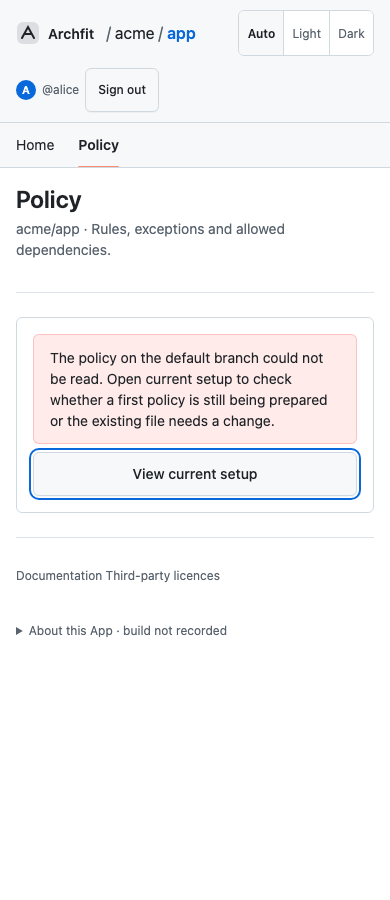 Archfit / acme / app
Auto Light Dark
A @alice Sign out
Home Policy
Policy
acme/app · Rules, exceptions and allowed
dependencies.
The policy on the default branch could not
be read. Open current setup to check
whether a first policy is still being prepared
or the existing file needs a change.
View current setup
Documentation Third-party licences
About this App · build not recorded